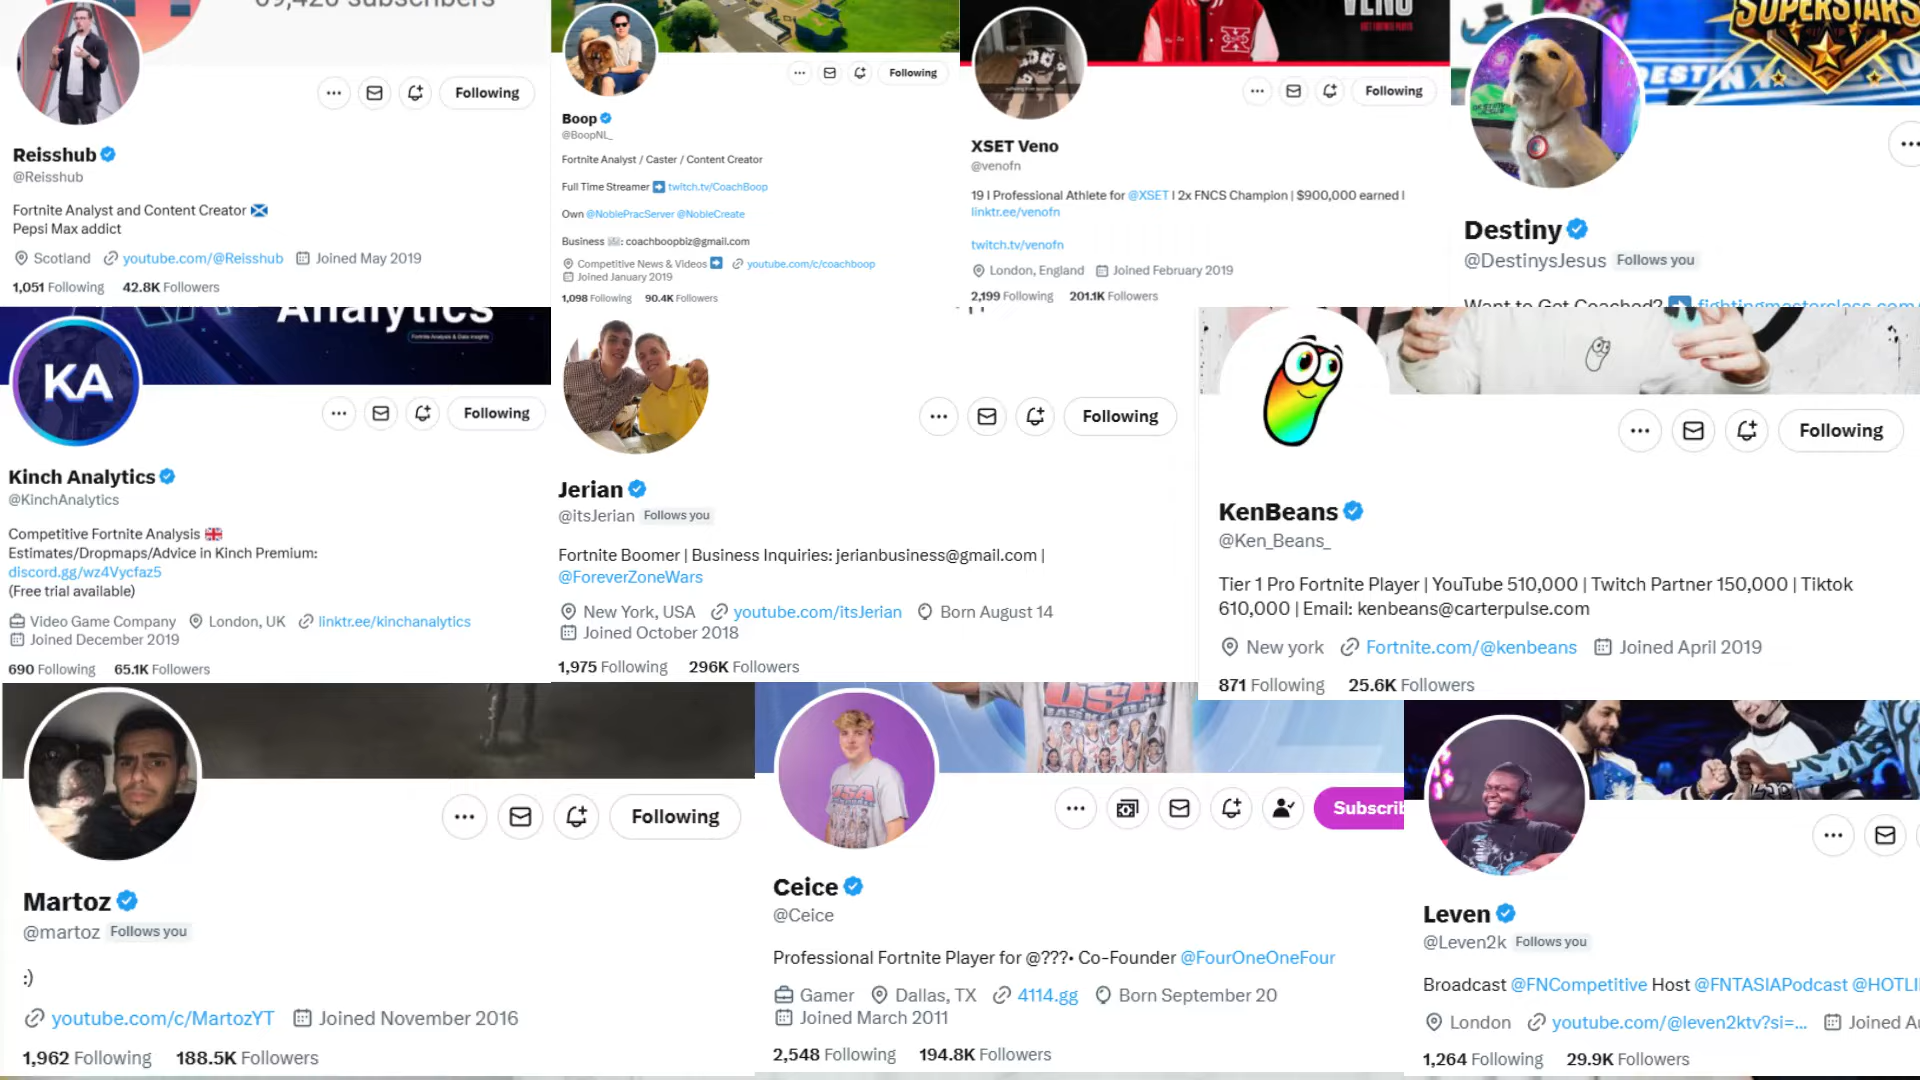 69,420 subscribers
Following
Reisshub
@Reisshub
Fortnite Analyst and Content Creator 🏴󠁧󠁢󠁳󠁣󠁴󠁿
Pepsi Max addict
Scotland youtube.com/@Reisshub Joined May 2019
1,051 Following 42.8K Followers
Following
Boop
@BoopNL_
Fortnite Analyst / Caster / Content Creator
Full Time Streamer ➡️ twitch.tv/CoachBoop
Own @NoblePracServer @NobleCreate
Business 📨: coachboopbiz@gmail.com
Competitive News & Videos ➡️ youtube.com/c/coachboop
Joined January 2019
1,098 Following 90.4K Followers
VENO
Following
XSET Veno
@venofn
19 I Professional Athlete for @XSET I 2x FNCS Champion | $900,000 earned I
linktr.ee/venofn
twitch.tv/venofn
London, England Joined February 2019
2,199 Following 201.1K Followers
SUPERSTARS
DESTINY
Destiny
@DestinysJesus Follows you
Want to Get Coached? ➡️ fightingmasterclass.com
Analytics
Fortnite Analysis & Data Insights
KA
Following
Kinch Analytics
@KinchAnalytics
Competitive Fortnite Analysis 🇬🇧
Estimates/Dropmaps/Advice in Kinch Premium:
discord.gg/wz4Vycfaz5
(Free trial available)
Video Game Company London, UK linktr.ee/kinchanalytics
Joined December 2019
690 Following 65.1K Followers
Following
Jerian
@itsJerian Follows you
Fortnite Boomer | Business Inquiries: jerianbusiness@gmail.com |
@ForeverZoneWars
New York, USA youtube.com/itsJerian Born August 14
Joined October 2018
1,975 Following 296K Followers
Following
KenBeans
@Ken_Beans_
Tier 1 Pro Fortnite Player | YouTube 510,000 | Twitch Partner 150,000 | Tiktok
610,000 | Email: kenbeans@carterpulse.com
New york Fortnite.com/@kenbeans Joined April 2019
871 Following 25.6K Followers
Following
Martoz
@martoz Follows you
:)
youtube.com/c/MartozYT Joined November 2016
1,962 Following 188.5K Followers
USA
BASKETBALL
USA
Subscrib
Ceice
@Ceice
Professional Fortnite Player for @???• Co-Founder @FourOneOneFour
Gamer Dallas, TX 4114.gg Born September 20
Joined March 2011
2,548 Following 194.8K Followers
Leven
@Leven2k Follows you
Broadcast @FNCompetitive Host @FNTASIAPodcast @HOTLI
London youtube.com/@leven2ktv?si=... Joined A
1,264 Following 29.9K Followers